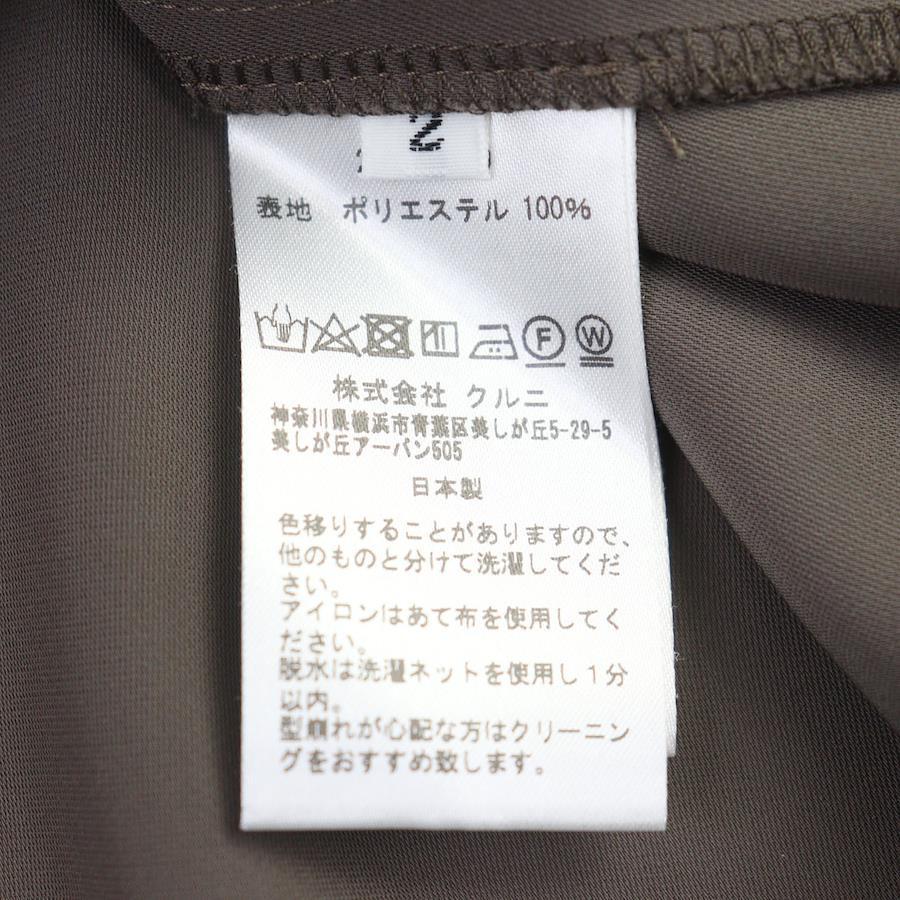 2
表地 ポリエステル 100%
F W
株式会社 クルニ
神奈川県横浜市青葉区美しが丘5-29-5
美しが丘アーバン505
日本製
色移りすることがありますので、
他のものと分けて洗濯してくだ
さい。
アイロンはあて布を使用してく
ださい。
脱水は洗濯ネットを使用し1分
以内。
型崩れが心配な方はクリーニン
グをおすすめ致します。